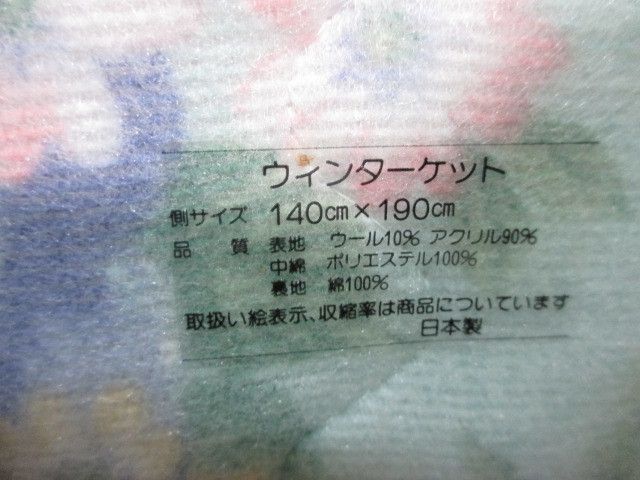 ウィンターケット
側サイズ 140㎝×190㎝
品 質 表地 ウール10% アクリル90%
中綿 ポリエステル100%
裏地 綿100%
取扱い絵表示、収縮率は商品についています
日本製